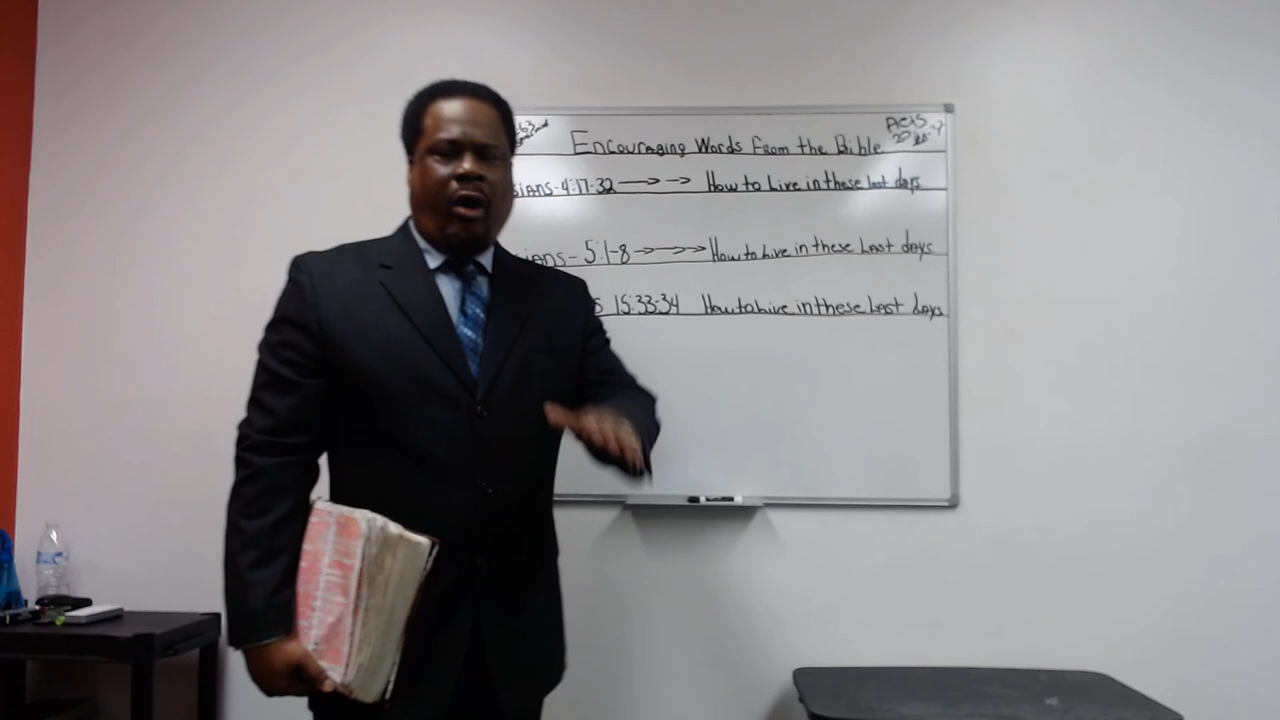 Encouraging Words From the Bible
Acts
sians-4:17-32 How to Live in these last days
sians- 5:1-8 How to Live in these Last days
s 15:33-34 How to Live in these Last days